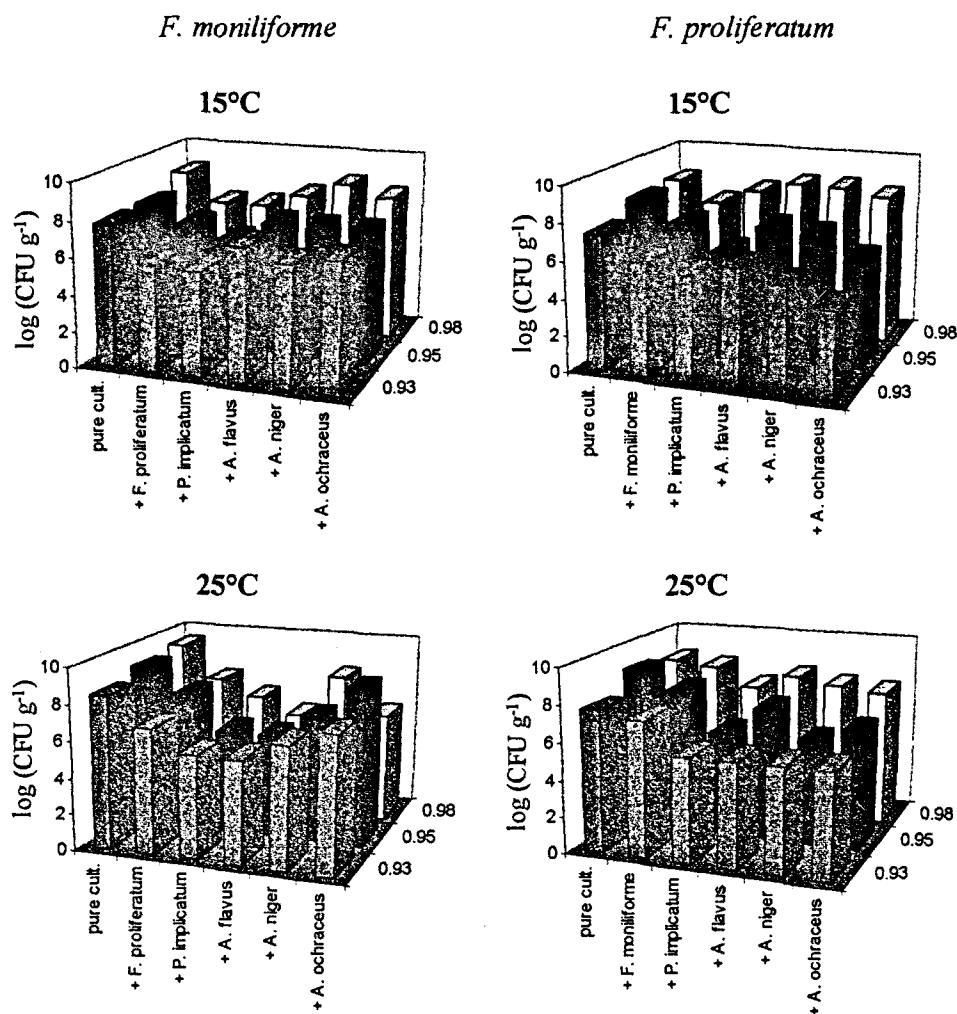 F. moniliforme
F. proliferatum
15°C
15°C
log (CFU g-1)
10
8
6
4
2
0
0.98
0.95
0.93
pure cult.
+ F. proliferatum
+ P. implicatum
+ A. flavus
+ A. niger
+ A. ochraceus
log (CFU g-1)
10
8
6
4
2
0
0.98
0.95
0.93
pure cult.
+ F. moniliforme
+ P. implicatum
+ A. flavus
+ A. niger
+ A. ochraceus
25°C
25°C
log (CFU g-1)
10
8
6
4
2
0
0.98
0.95
0.93
pure cult.
+ F. proliferatum
+ P. implicatum
+ A. flavus
+ A. niger
+ A. ochraceus
log (CFU g-1)
10
8
6
4
2
0
0.98
0.95
0.93
pure cult.
+ F. moniliforme
+ P. implicatum
+ A. flavus
+ A. niger
+ A. ochraceus